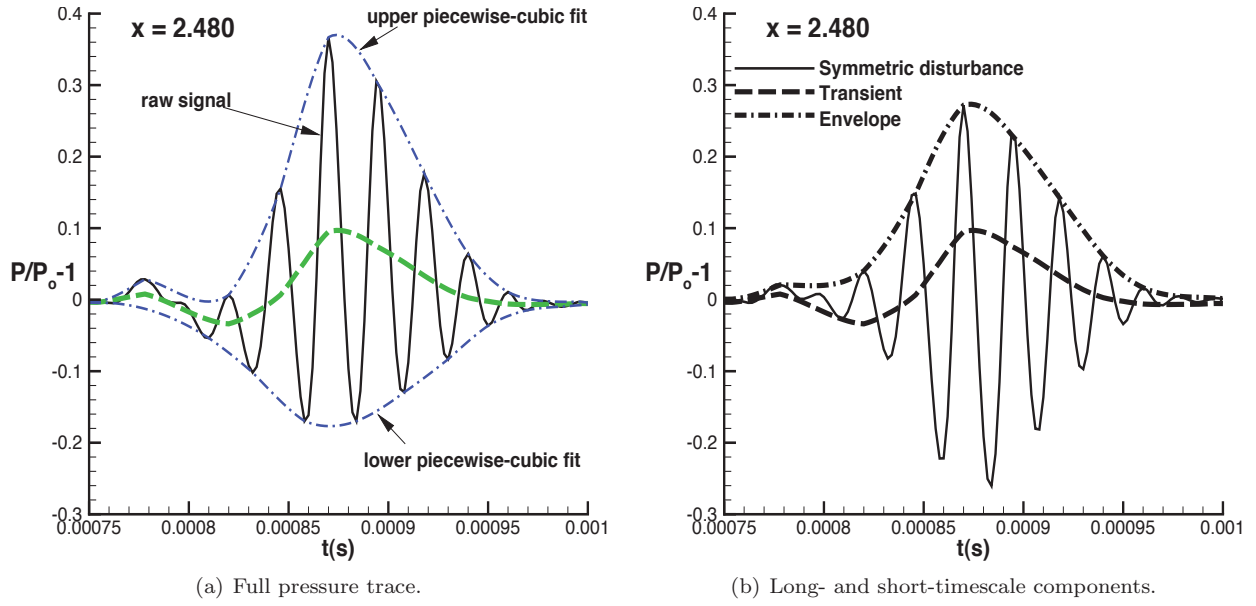 x = 2.480
upper piecewise-cubic fit
raw signal
lower piecewise-cubic fit
P/Po-1
0.4
0.3
0.2
0.1
0
-0.1
-0.2
-0.3
0.00075
0.0008
0.00085
0.0009
0.00095
0.001
t(s)
(a) Full pressure trace.
x = 2.480
Symmetric disturbance
Transient
Envelope
P/Po-1
0.4
0.3
0.2
0.1
0
-0.1
-0.2
-0.3
0.00075
0.0008
0.00085
0.0009
0.00095
0.001
t(s)
(b) Long- and short-timescale components.